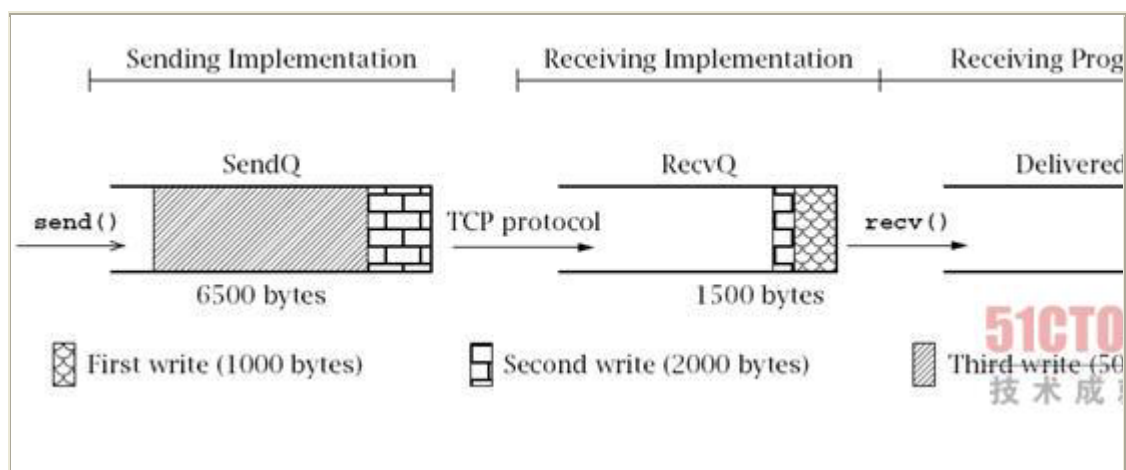 Sending Implementation
Receiving Implementation
Receiving Prog
SendQ
RecvQ
Delivered
send()
TCP protocol
recv()
6500 bytes
1500 bytes
51CTO
First write (1000 bytes)
Second write (2000 bytes)
Third write (50
技术成